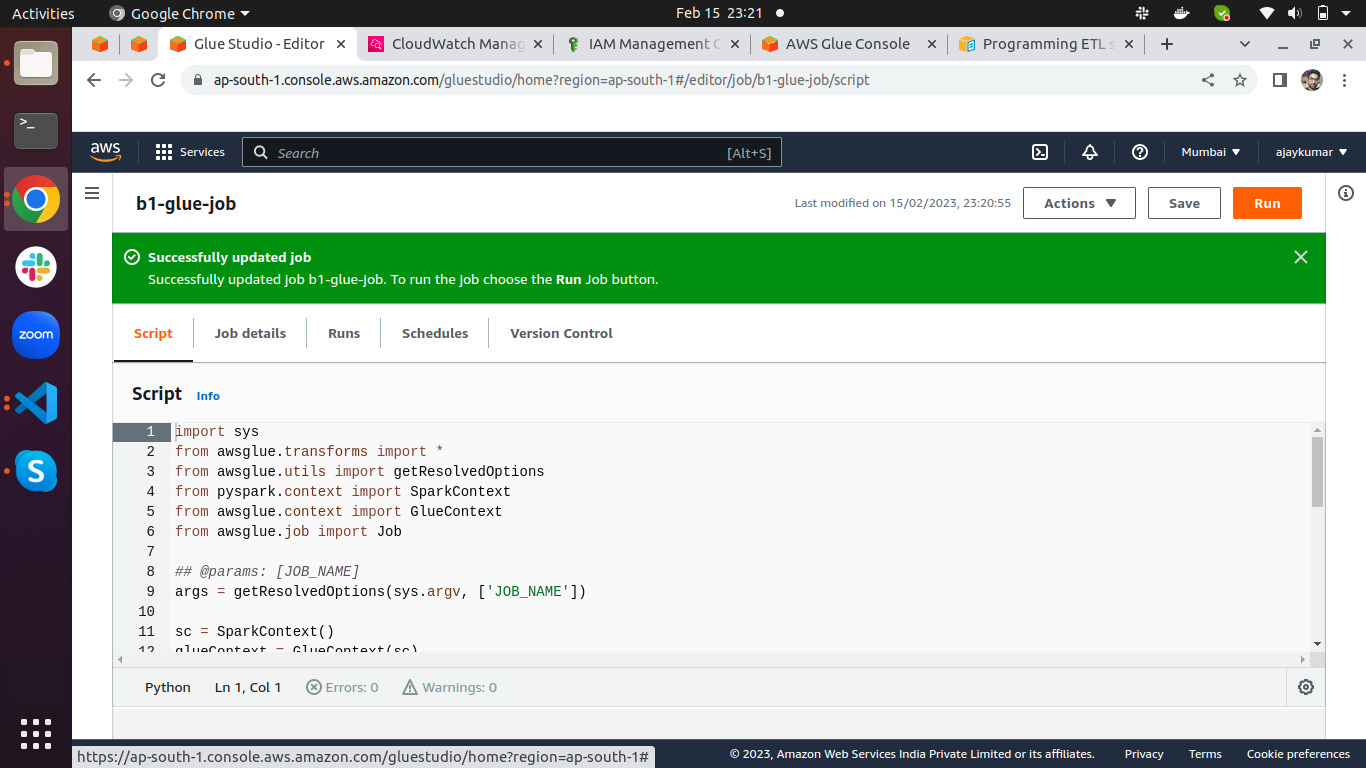 Activities
Google Chrome
Feb 15 23:21
Glue Studio - Editor
CloudWatch Manag
IAM Management C
AWS Glue Console
Programming ETL s
ap-south-1.console.aws.amazon.com/gluestudio/home?region=ap-south-1#/editor/job/b1-glue-job/script
aws
Services
Search
[Alt+S]
Mumbai
ajaykumar
b1-glue-job
Last modified on 15/02/2023, 23:20:55
Actions
Save
Run
Successfully updated job
Successfully updated job b1-glue-job. To run the job choose the Run Job button.
Script
Job details
Runs
Schedules
Version Control
Script Info
1 import sys
2 from awsglue.transforms import *
3 from awsglue.utils import getResolvedOptions
4 from pyspark.context import SparkContext
5 from awsglue.context import GlueContext
6 from awsglue.job import Job
7
8 ## @params: [JOB_NAME]
9 args = getResolvedOptions(sys.argv, ['JOB_NAME'])
10
11 sc = SparkContext()
12 glueContext = GlueContext(sc)
Python
Ln 1, Col 1
Errors: 0
Warnings: 0
zoom
S
>_
https://ap-south-1.console.aws.amazon.com/gluestudio/home?region=ap-south-1#
© 2023, Amazon Web Services India Private Limited or its affiliates.
Privacy
Terms
Cookie preferences